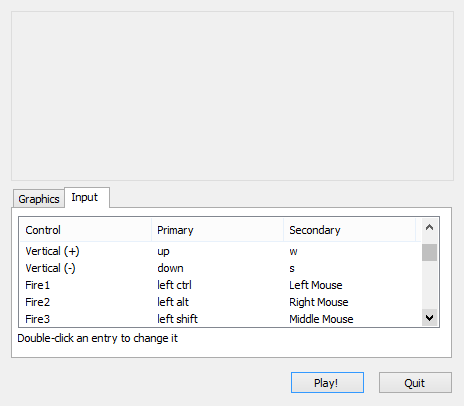 Graphics Input
Control Primary Secondary
Vertical (+) up w
Vertical (-) down s
Fire1 left ctrl Left Mouse
Fire2 left alt Right Mouse
Fire3 left shift Middle Mouse
Double-click an entry to change it
Play! Quit